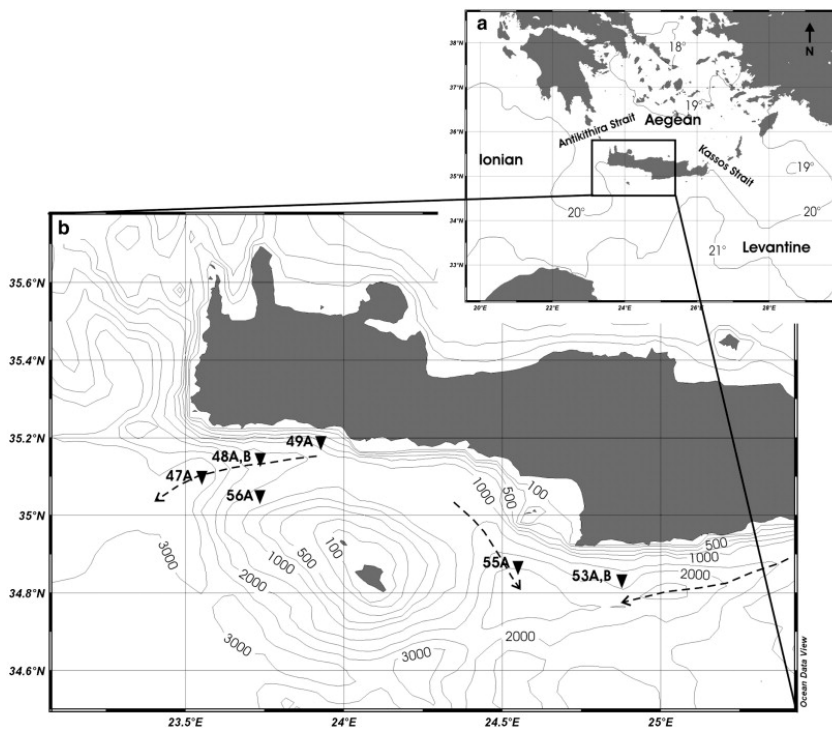 a
38°N
37°N
36°N
35°N
34°N
33°N
20°E
22°E
24°E
26°E
28°E
18°
19°
N
Aegean
Antikithira Strait
Kassos Strait
Ionian
19°
20°
20°
21°
Levantine
b
35.6°N
35.4°N
35.2°N
35°N
34.8°N
34.6°N
49A
48A,B
47A
56A
100
500
1000
3000
100
500
1000
2000
500
1000
2000
55A
53A,B
2000
3000
3000
3000
23.5°E
24°E
24.5°E
25°E
Ocean Data View